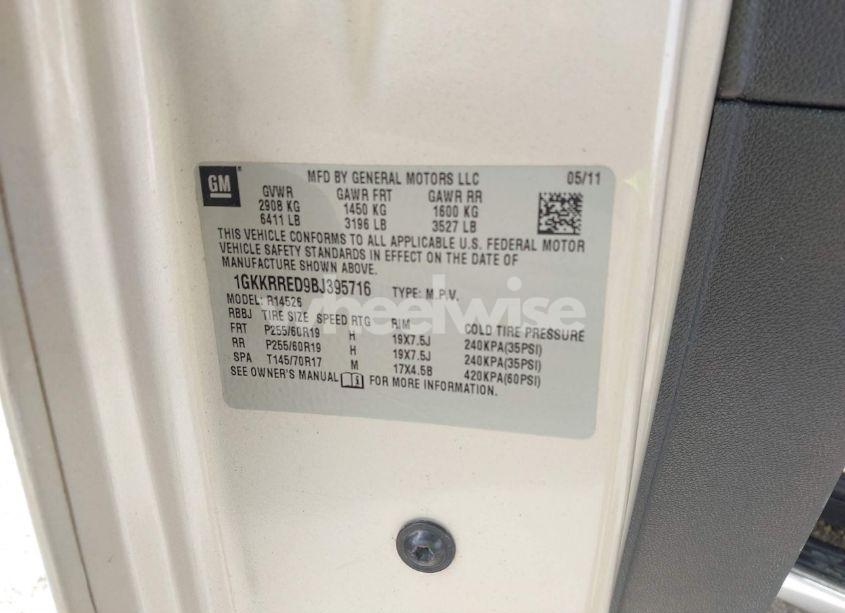 GM
MFD BY GENERAL MOTORS LLC 05/11
GVWR GAWR FRT GAWR RR
2908 KG 1450 KG 1600 KG
6411 LB 3196 LB 3527 LB
THIS VEHICLE CONFORMS TO ALL APPLICABLE U.S. FEDERAL MOTOR
VEHICLE SAFETY STANDARDS IN EFFECT ON THE DATE OF
MANUFACTURE SHOWN ABOVE.
1GKKRRED9BJ395716 TYPE: M.P.V.
MODEL: R14526
RBBJ TIRE SIZE SPEED RTG RIM COLD TIRE PRESSURE
FRT P255/60R19 H 19X7.5J 240KPA(35PSI)
RR P255/60R19 H 19X7.5J 240KPA(35PSI)
SPA T145/70R17 M 17X4.5B 420KPA(60PSI)
SEE OWNER'S MANUAL FOR MORE INFORMATION.
wheelwise